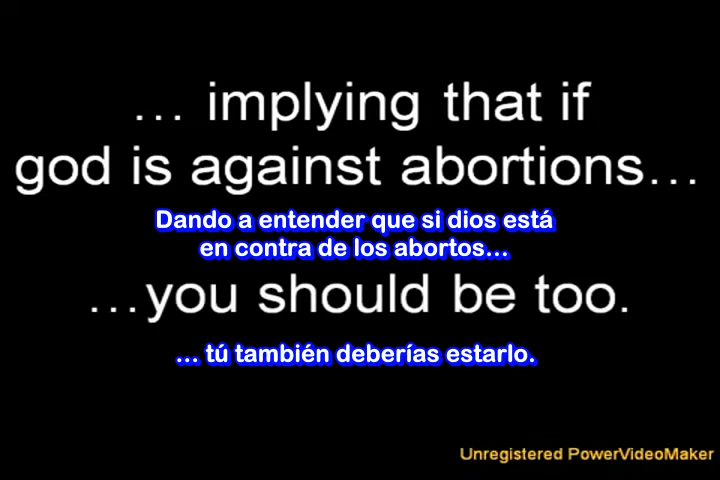 ... implying that if
god is against abortions...
Dando a entender que si dios está
en contra de los abortos...
...you should be too.
... tú también deberías estarlo.
Unregistered PowerVideoMaker